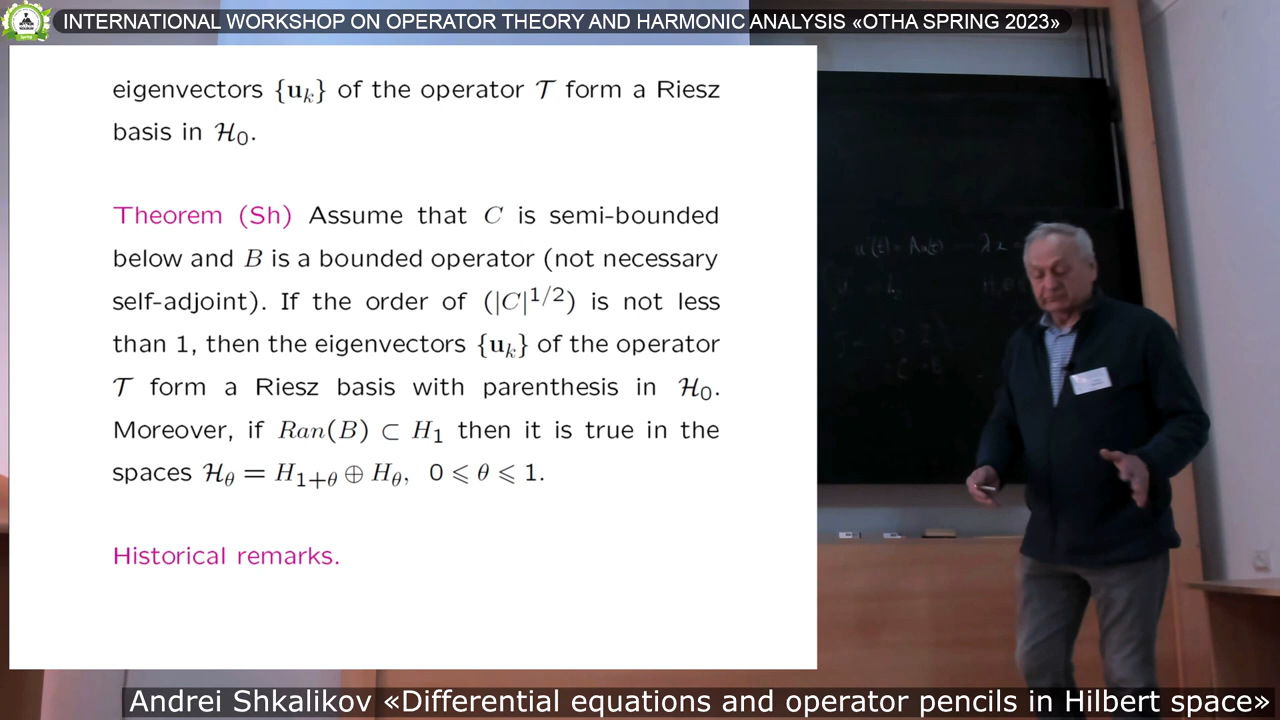 INTERNATIONAL WORKSHOP ON OPERATOR THEORY AND HARMONIC ANALYSIS «OTHA SPRING 2023»
eigenvectors {u_k} of the operator 𝒯 form a Riesz
basis in ℋ₀.
Theorem (Sh) Assume that C is semi-bounded
below and B is a bounded operator (not necessary
self-adjoint). If the order of (|C|^{1/2}) is not less
than 1, then the eigenvectors {u_k} of the operator
𝒯 form a Riesz basis with parenthesis in ℋ₀.
Moreover, if Ran(B) ⊂ H₁ then it is true in the
spaces ℋ_θ = H_{1+θ} ⊕ H_θ, 0 ⩽ θ ⩽ 1.
Historical remarks.
Andrei Shkalikov «Differential equations and operator pencils in Hilbert space»